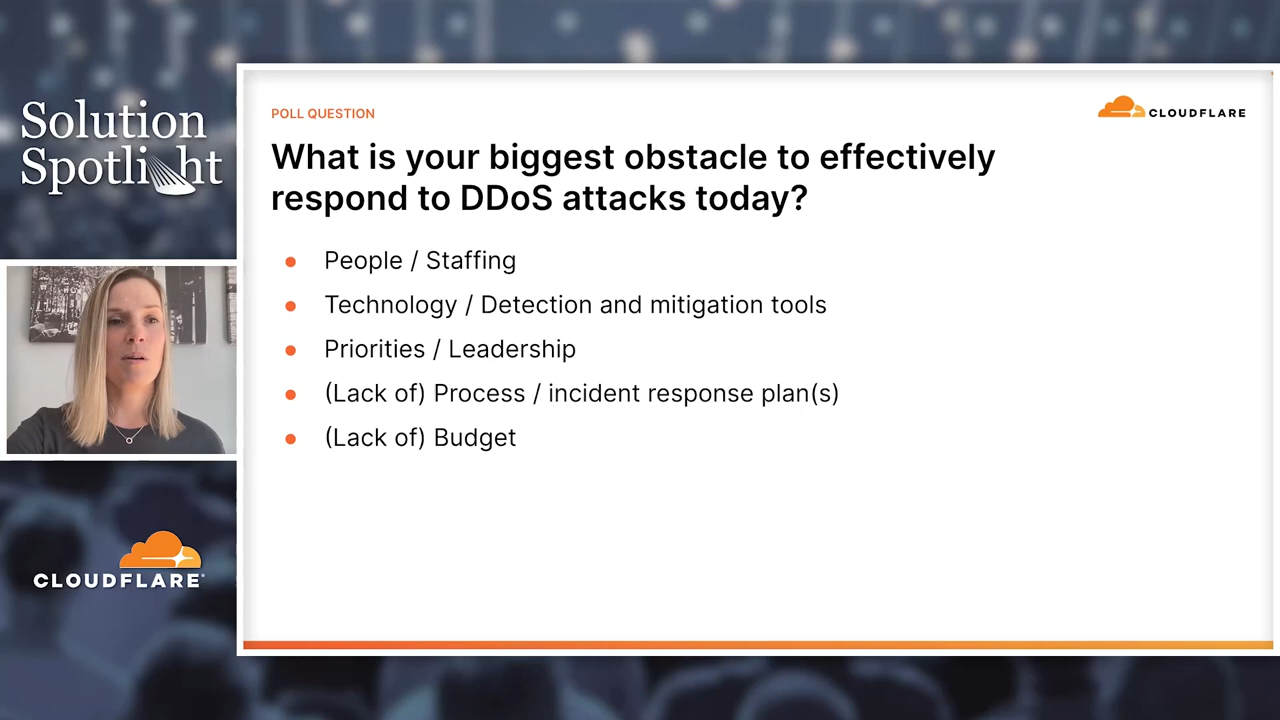 Solution
Spotlight
POLL QUESTION
CLOUDFLARE
What is your biggest obstacle to effectively
respond to DDoS attacks today?
● People / Staffing
● Technology / Detection and mitigation tools
● Priorities / Leadership
● (Lack of) Process / incident response plan(s)
● (Lack of) Budget
CLOUDFLARE